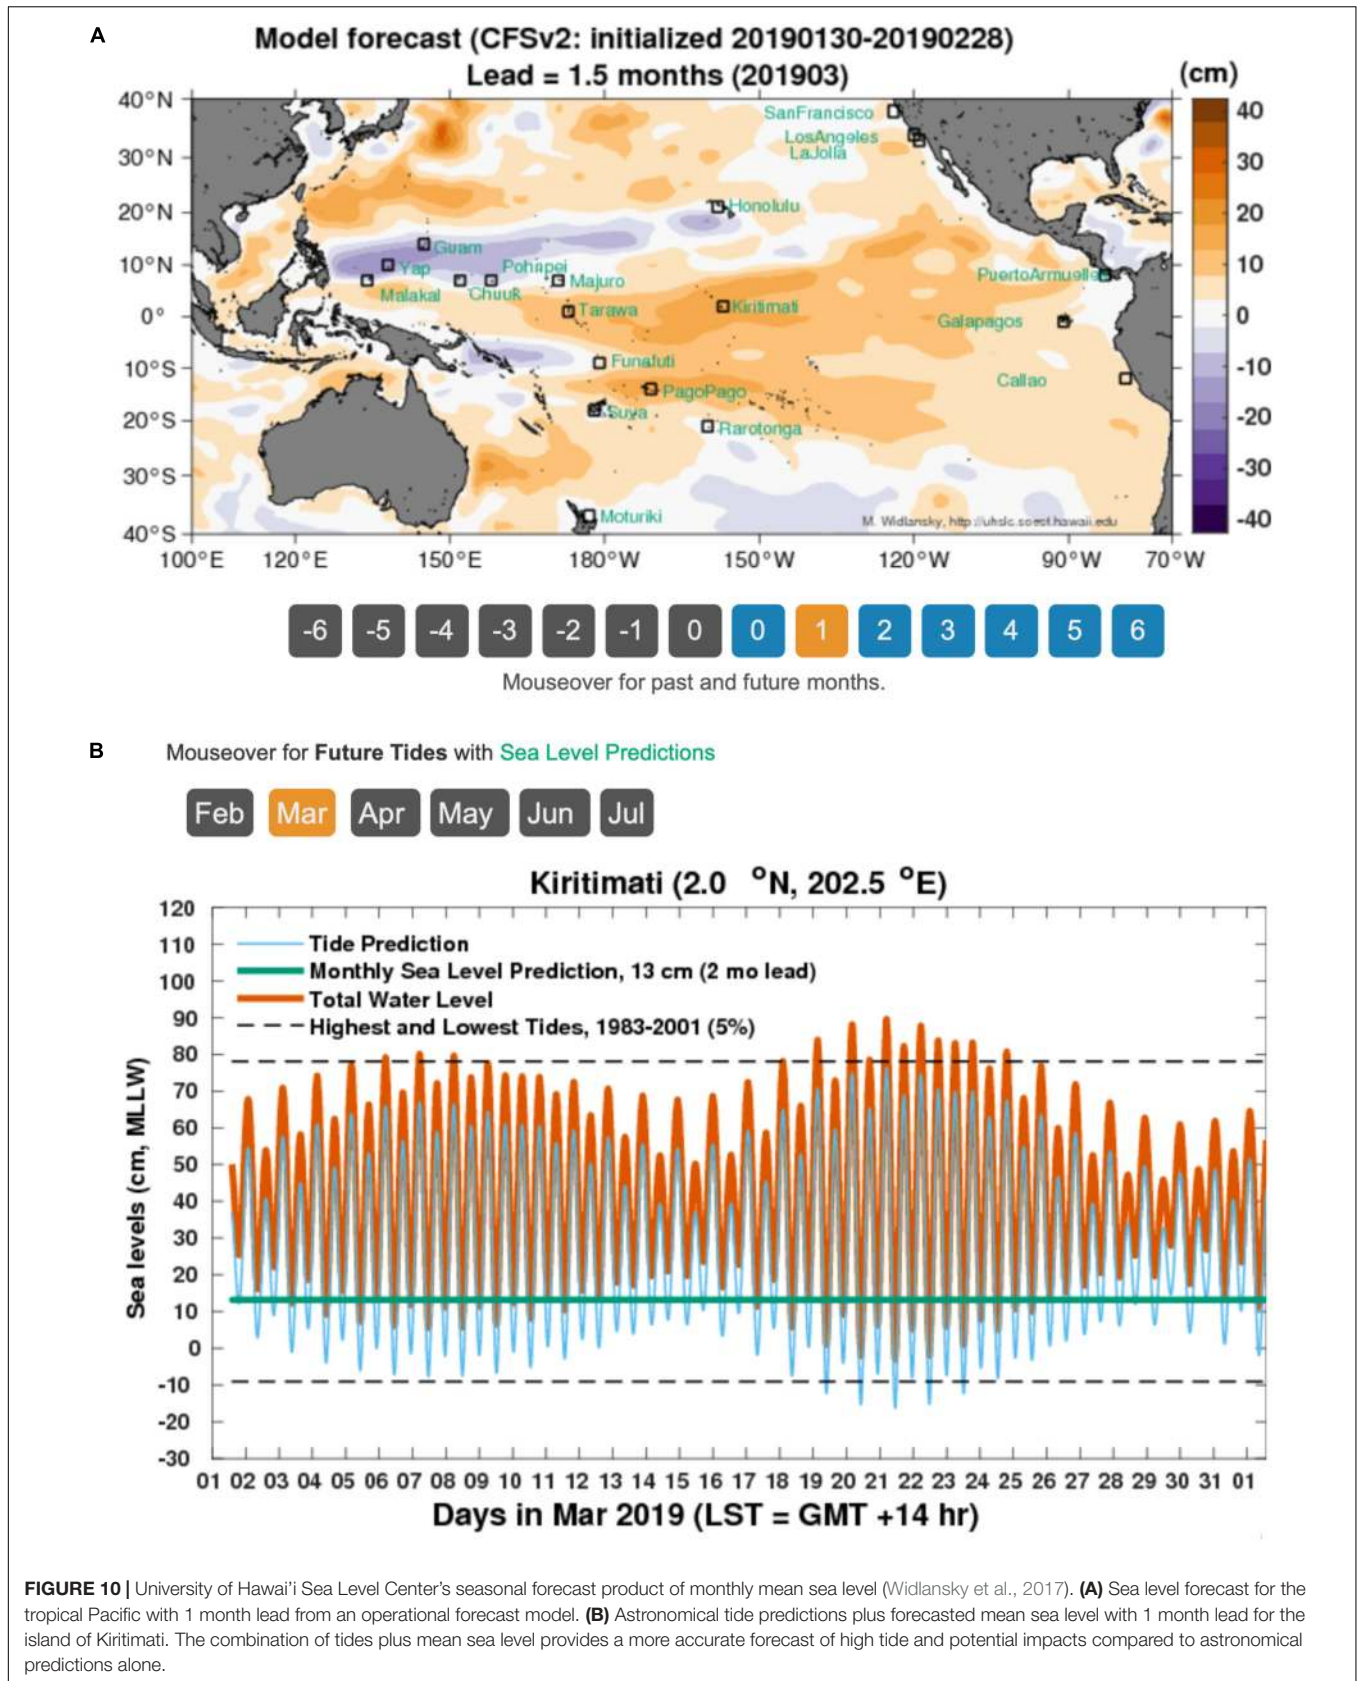 A
Model forecast (CFSv2: initialized 20190130-20190228)
Lead = 1.5 months (201903)
(cm)
40°N
30°N
20°N
10°N
0°
10°S
20°S
30°S
40°S
100°E 120°E 150°E 180°W 150°W 120°W 90°W 70°W
SanFrancisco
LosAngeles
LaJolla
Honolulu
Guam
Yap
Pohnpei
Majuro
Malakal
Chuuk
PuertoArmuelle
Tarawa
Kiritimati
Galapagos
Funafuti
Callao
PagoPago
Suva
Rarotonga
Moturiki
M. Widlansky, http://uhslc.soest.hawaii.edu
40
30
20
10
0
-10
-20
-30
-40
-6 -5 -4 -3 -2 -1 0 0 1 2 3 4 5 6
Mouseover for past and future months.
B
Mouseover for Future Tides with Sea Level Predictions
Feb Mar Apr May Jun Jul
Kiritimati (2.0 °N, 202.5 °E)
Sea levels (cm, MLLW)
120
110
100
90
80
70
60
50
40
30
20
10
0
-10
-20
-30
Tide Prediction
Monthly Sea Level Prediction, 13 cm (2 mo lead)
Total Water Level
Highest and Lowest Tides, 1983-2001 (5%)
01 02 03 04 05 06 07 08 09 10 11 12 13 14 15 16 17 18 19 20 21 22 23 24 25 26 27 28 29 30 31 01
Days in Mar 2019 (LST = GMT +14 hr)
FIGURE 10 | University of Hawai'i Sea Level Center's seasonal forecast product of monthly mean sea level (Widlansky et al., 2017). (A) Sea level forecast for the
tropical Pacific with 1 month lead from an operational forecast model. (B) Astronomical tide predictions plus forecasted mean sea level with 1 month lead for the
island of Kiritimati. The combination of tides plus mean sea level provides a more accurate forecast of high tide and potential impacts compared to astronomical
predictions alone.